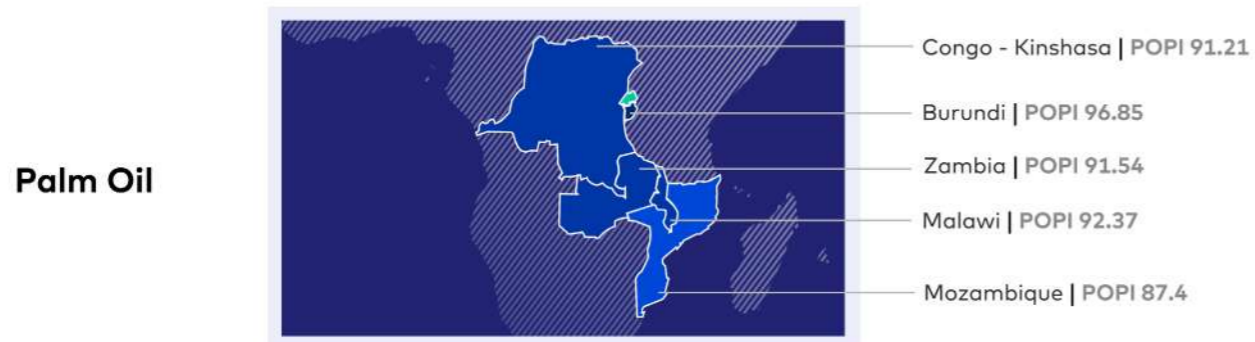 Palm Oil
Congo - Kinshasa | POPI 91.21
Burundi | POPI 96.85
Zambia | POPI 91.54
Malawi | POPI 92.37
Mozambique | POPI 87.4